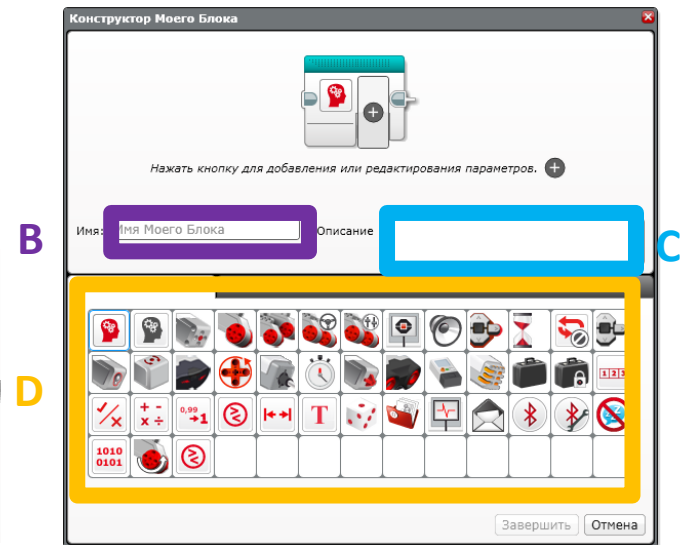 Конструктор Моего Блока
Нажать кнопку для добавления или редактирования параметров.
B
Имя: Имя Моего Блока Описание
C
D
0,99 →1
T
1010
0101
Завершить Отмена